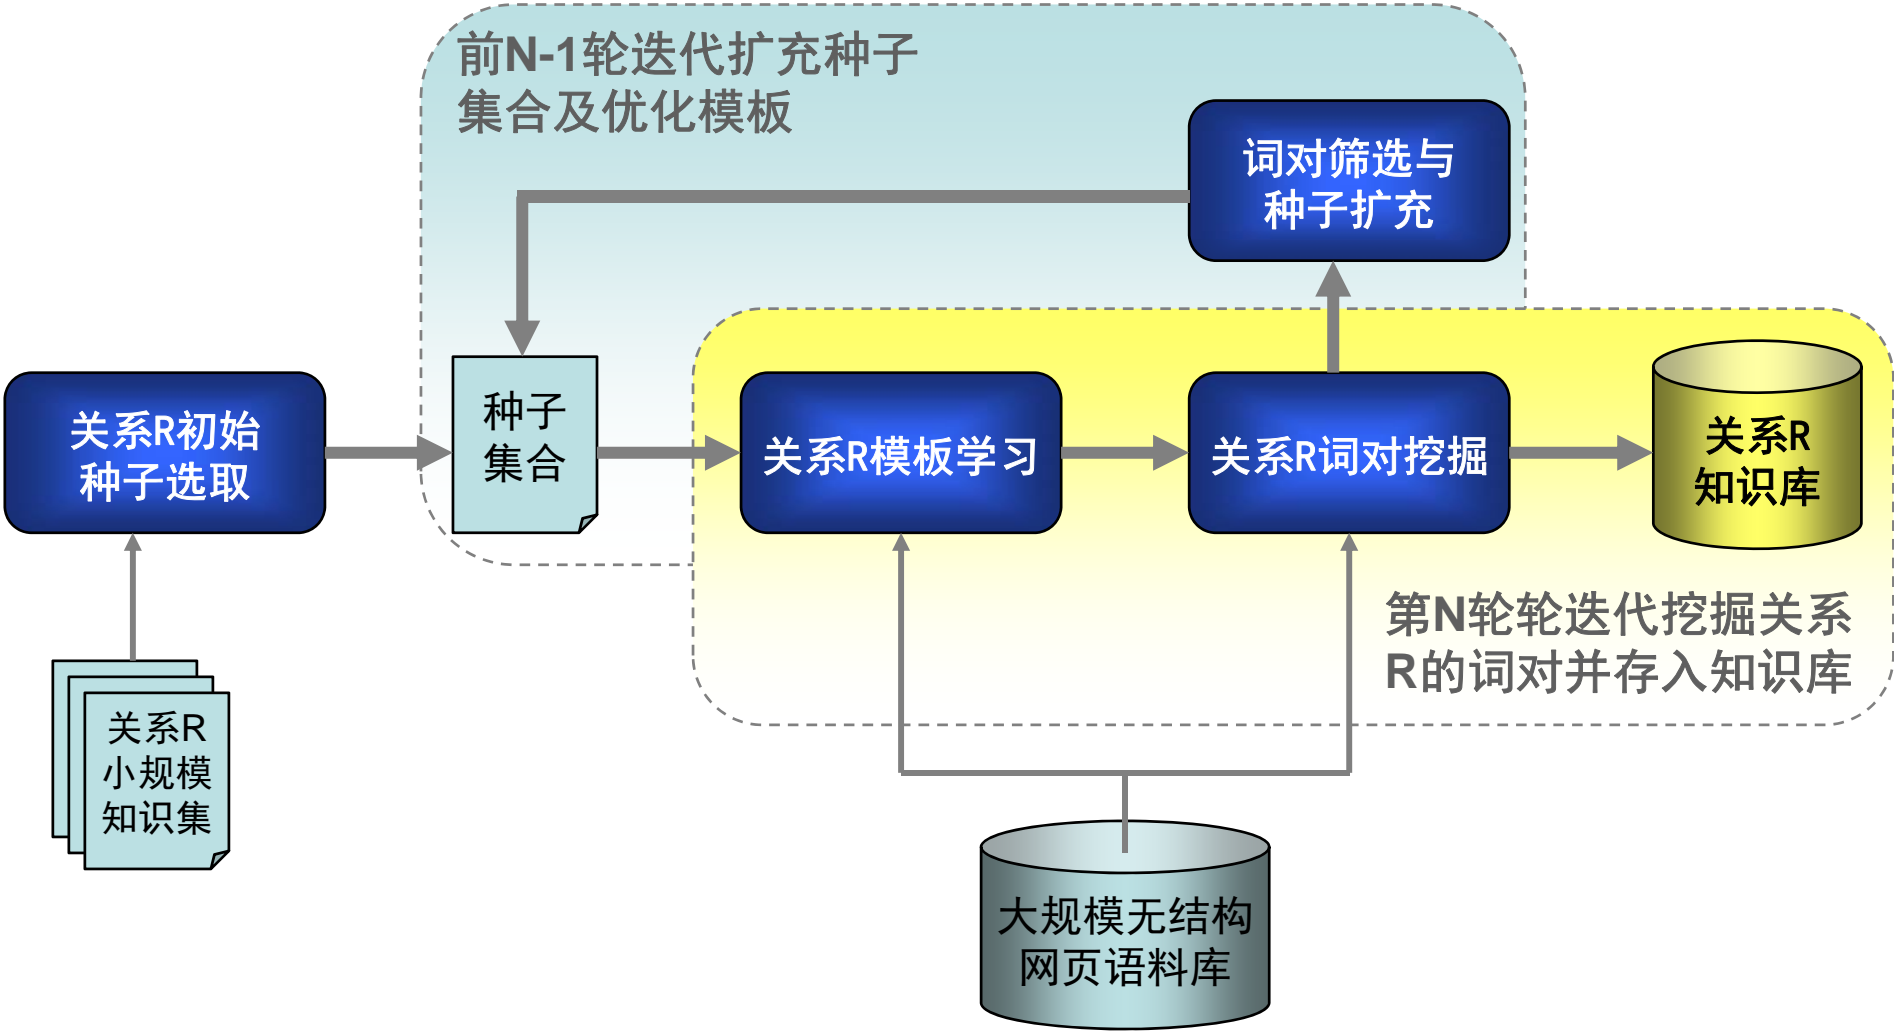 前N-1轮迭代扩充种子
集合及优化模板
词对筛选与
种子扩充
关系R初始
种子选取
种子
集合
关系R模板学习
关系R词对挖掘
关系R
知识库
第N轮轮迭代挖掘关系
R的词对并存入知识库
关系R
小规模
知识集
大规模无结构
网页语料库